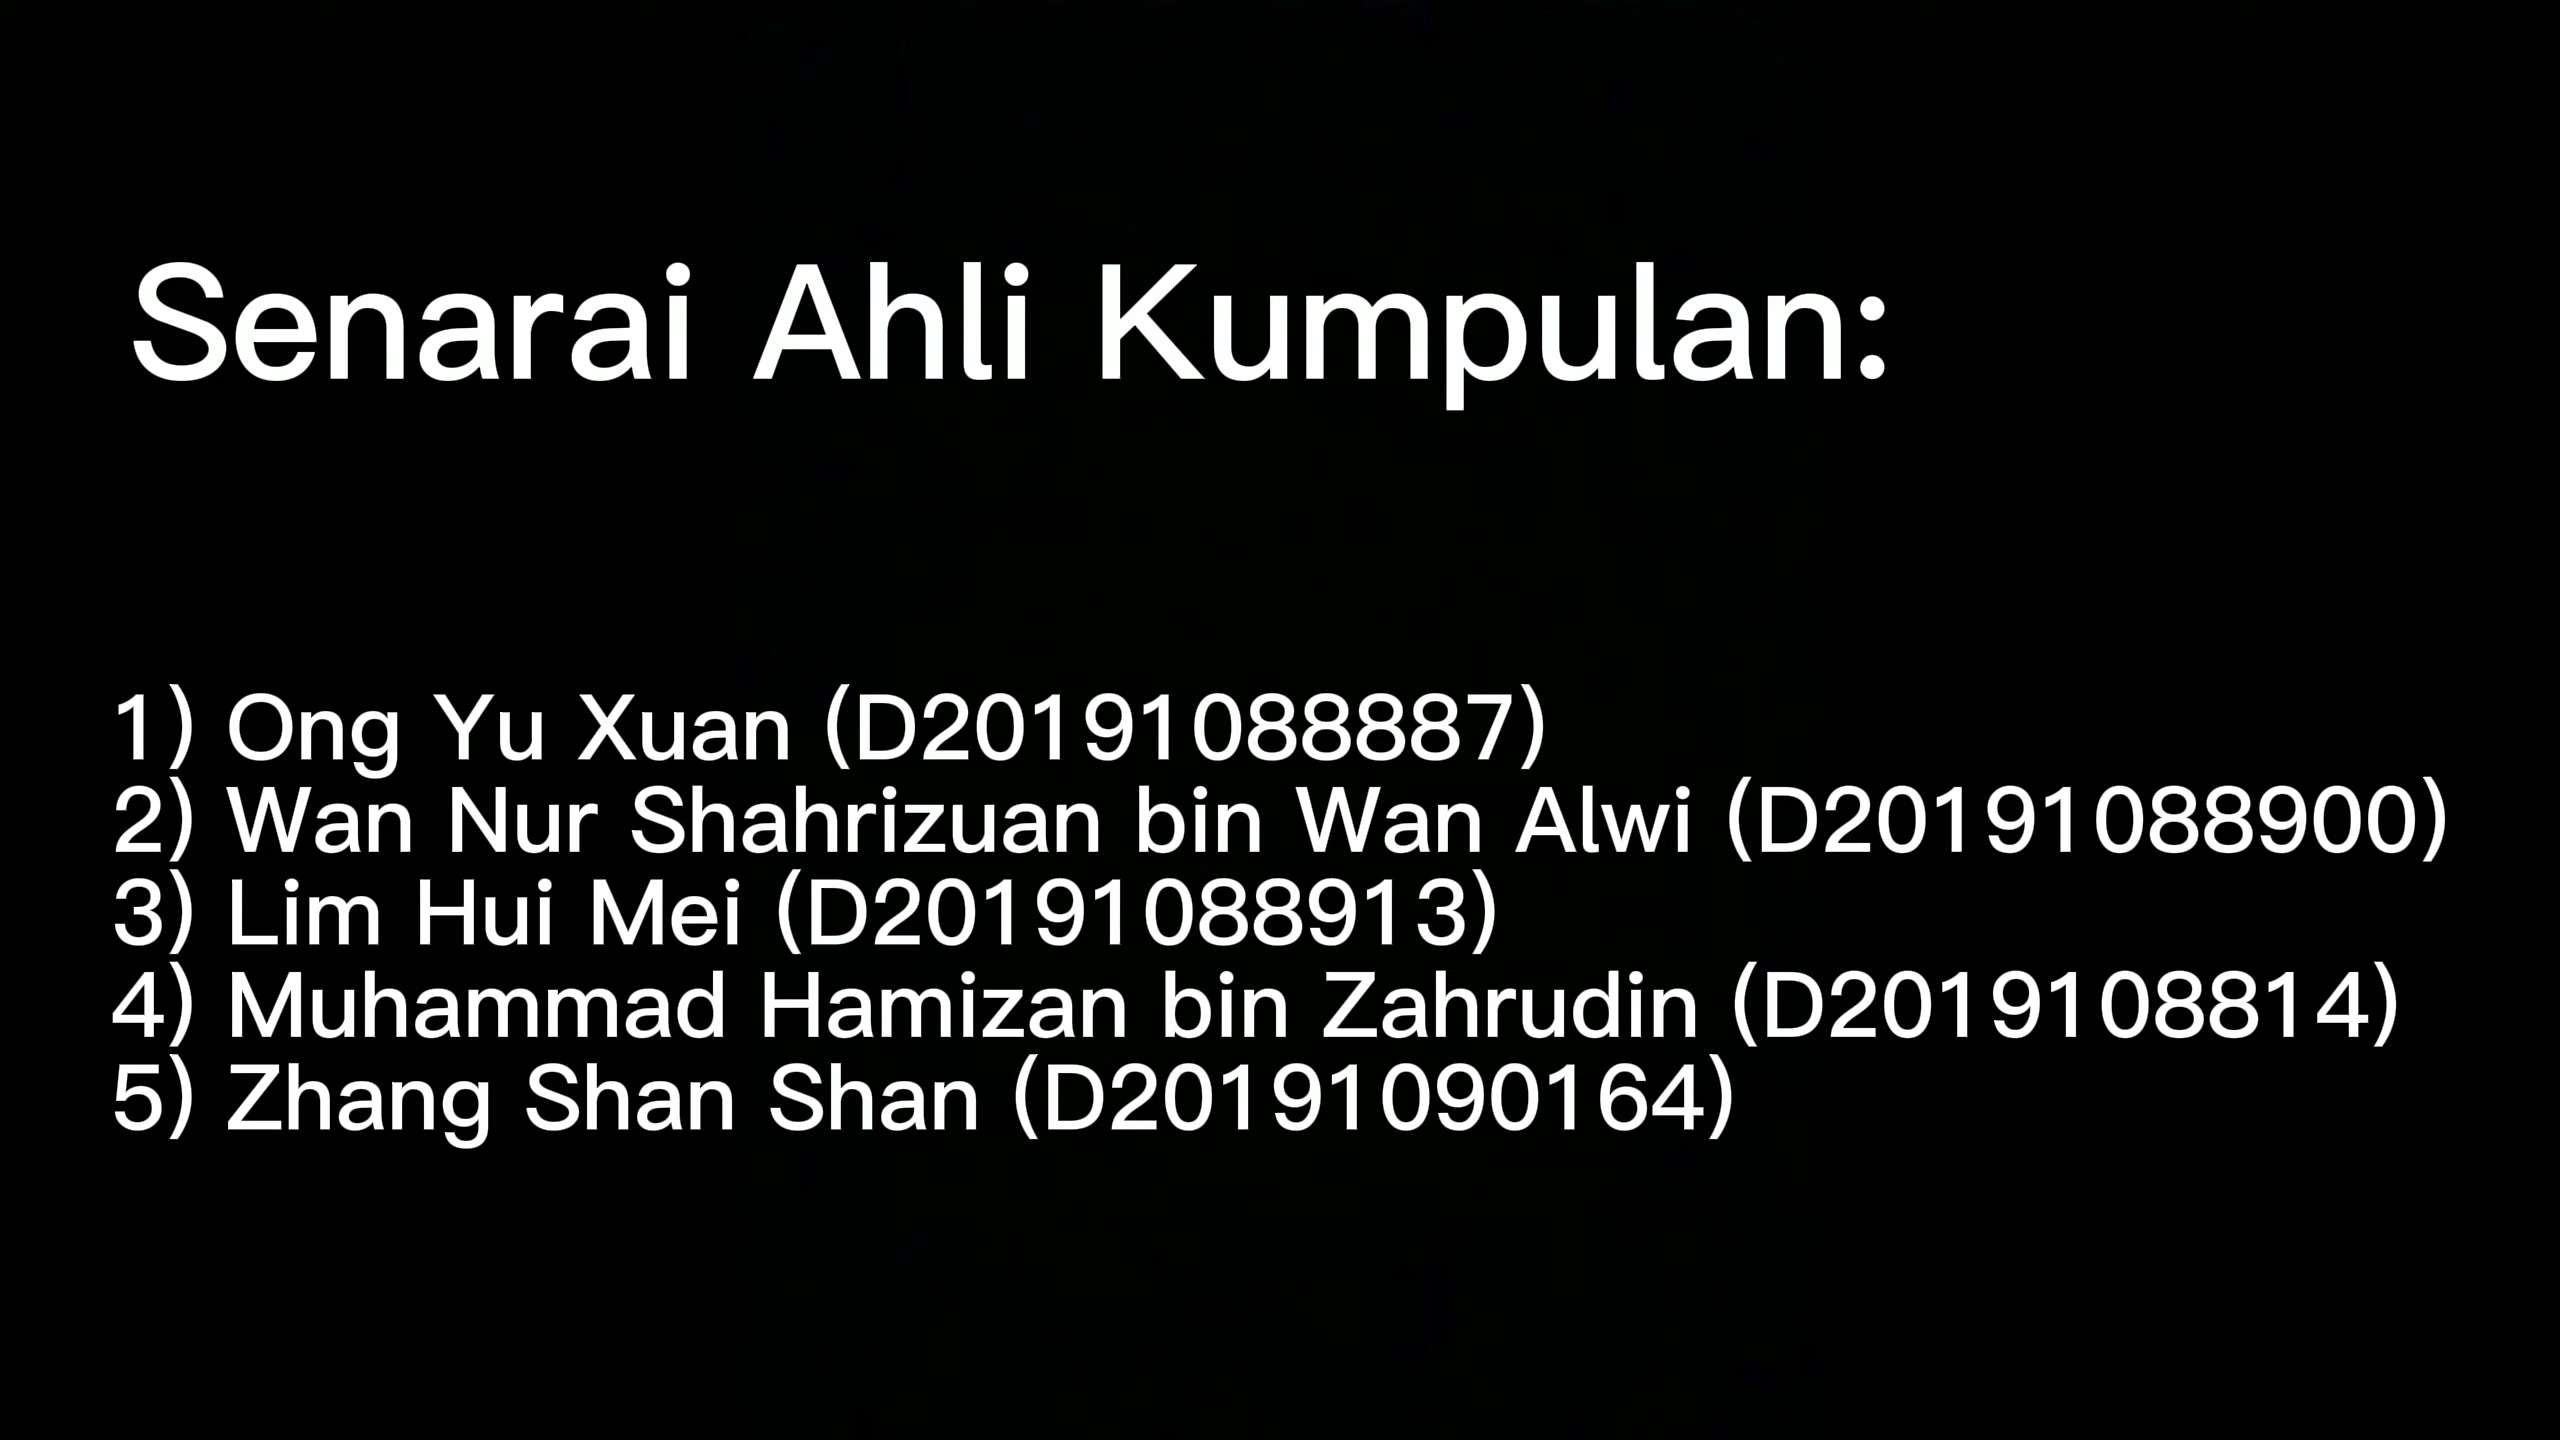 Senarai Ahli Kumpulan:
1) Ong Yu Xuan (D20191088887)
2) Wan Nur Shahrizuan bin Wan Alwi (D20191088900)
3) Lim Hui Mei (D20191088913)
4) Muhammad Hamizan bin Zahrudin (D2019108814)
5) Zhang Shan Shan (D20191090164)